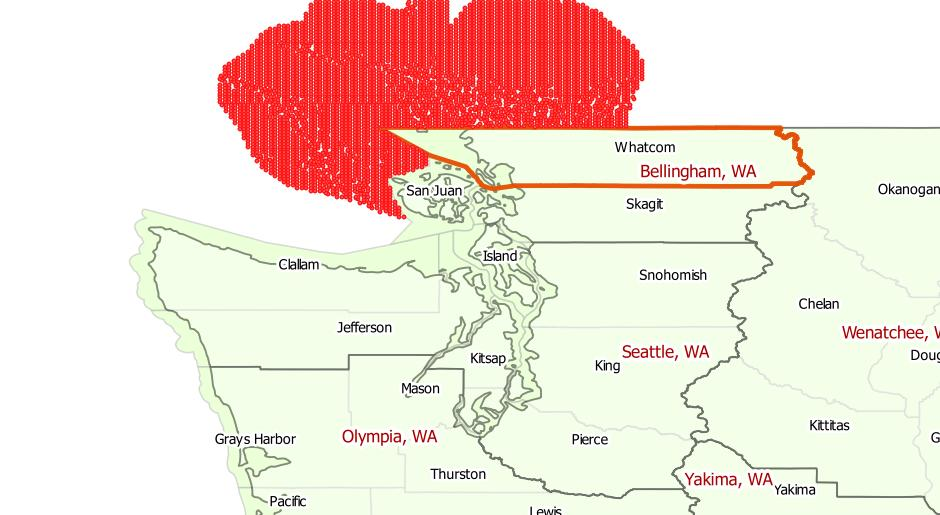 Whatcom
Bellingham, WA
San Juan
Okanogan
Skagit
Island
Clallam
Snohomish
Chelan
Jefferson
Wenatchee, W
Seattle, WA
Kitsap
King
Doug
Mason
Kittitas
Olympia, WA
Grays Harbor
Pierce
G
Thurston
Yakima, WA
Yakima
Pacific
Lewis